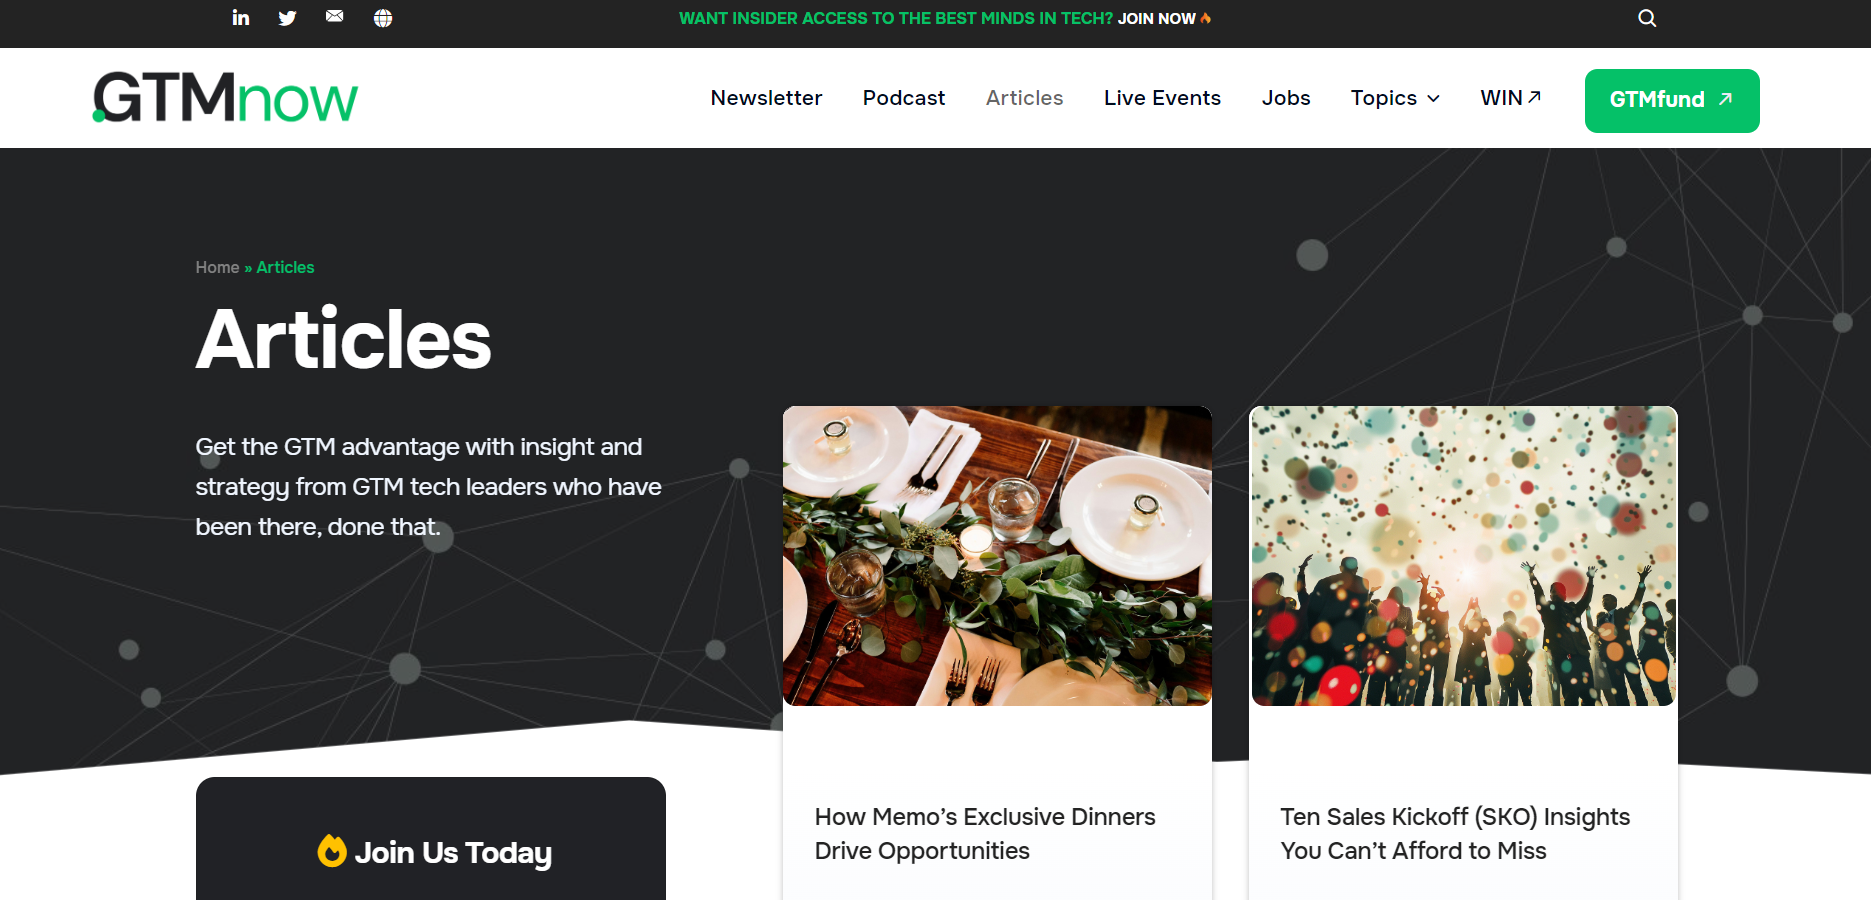 WANT INSIDER ACCESS TO THE BEST MINDS IN TECH? JOIN NOW
GTMnow
Newsletter
Podcast
Articles
Live Events
Jobs
Topics
WIN
GTMfund
Home » Articles
Articles
Get the GTM advantage with insight and
strategy from GTM tech leaders who have
been there, done that.
Join Us Today
How Memo’s Exclusive Dinners
Drive Opportunities
Ten Sales Kickoff (SKO) Insights
You Can’t Afford to Miss